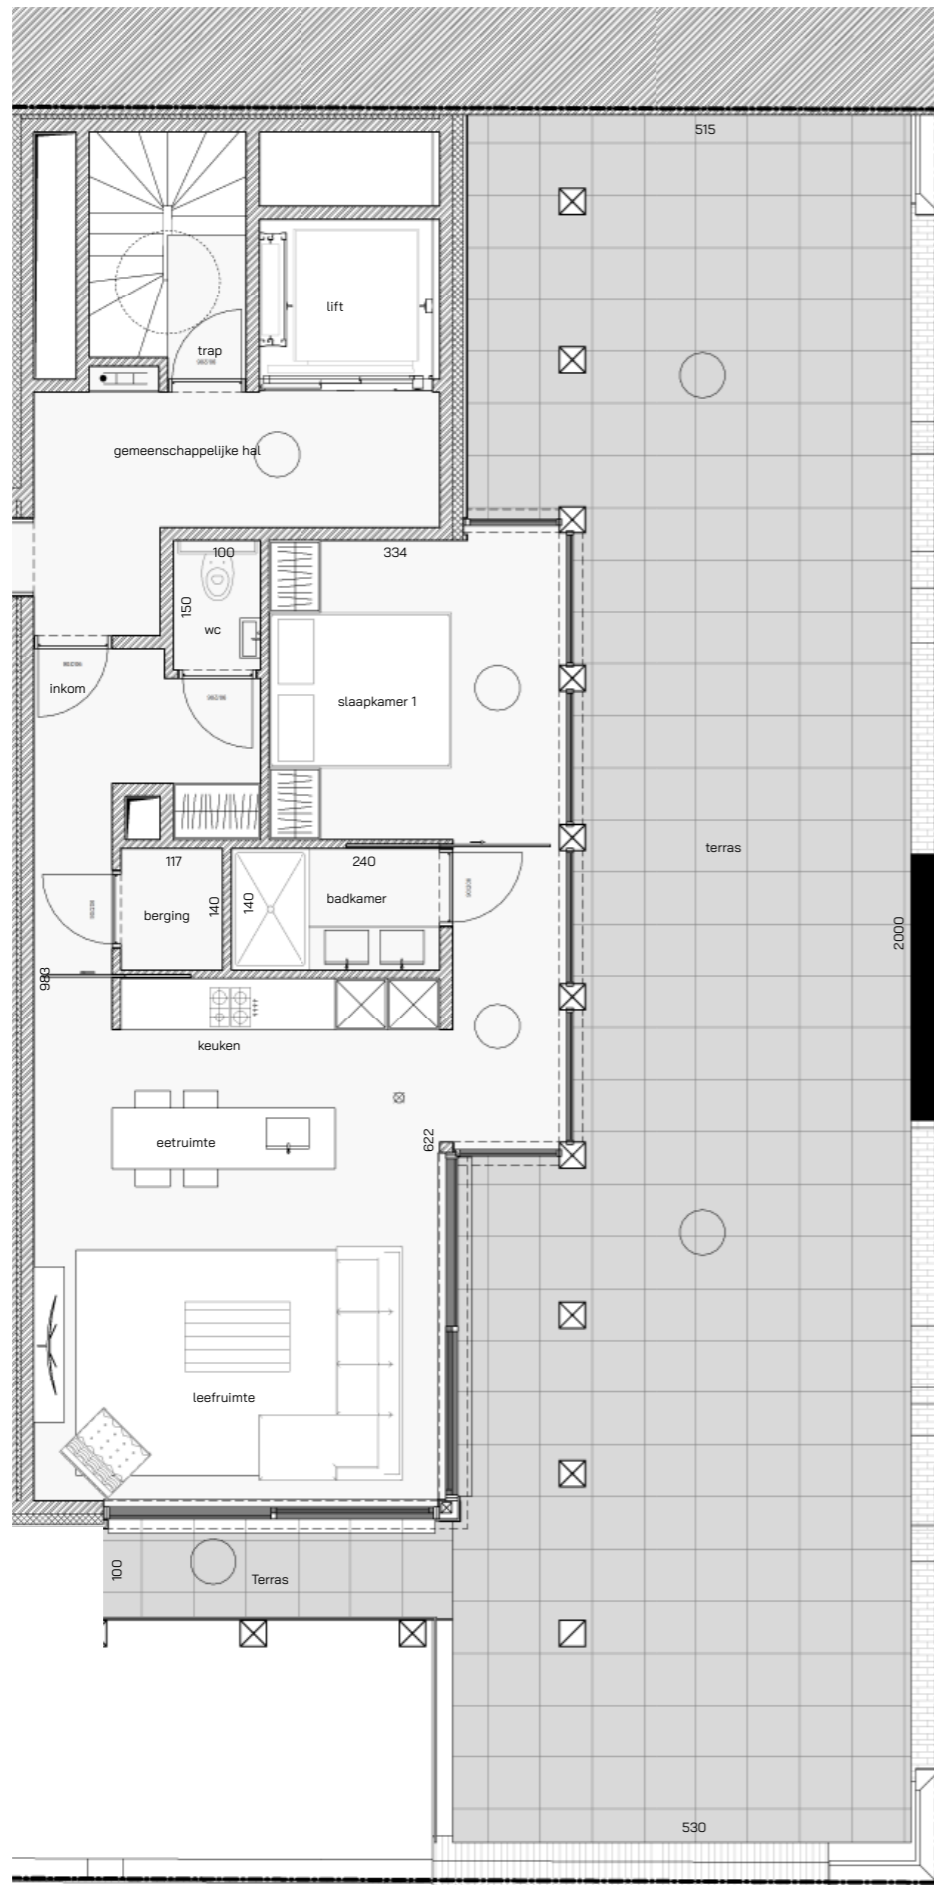 515
lift
trap
gemeenschappelijke hal
100
334
150
wc
inkom
slaapkamer 1
terras
117
240
140
140
badkamer
berging
2000
983
keuken
622
eetruimte
leefruimte
100
Terras
530